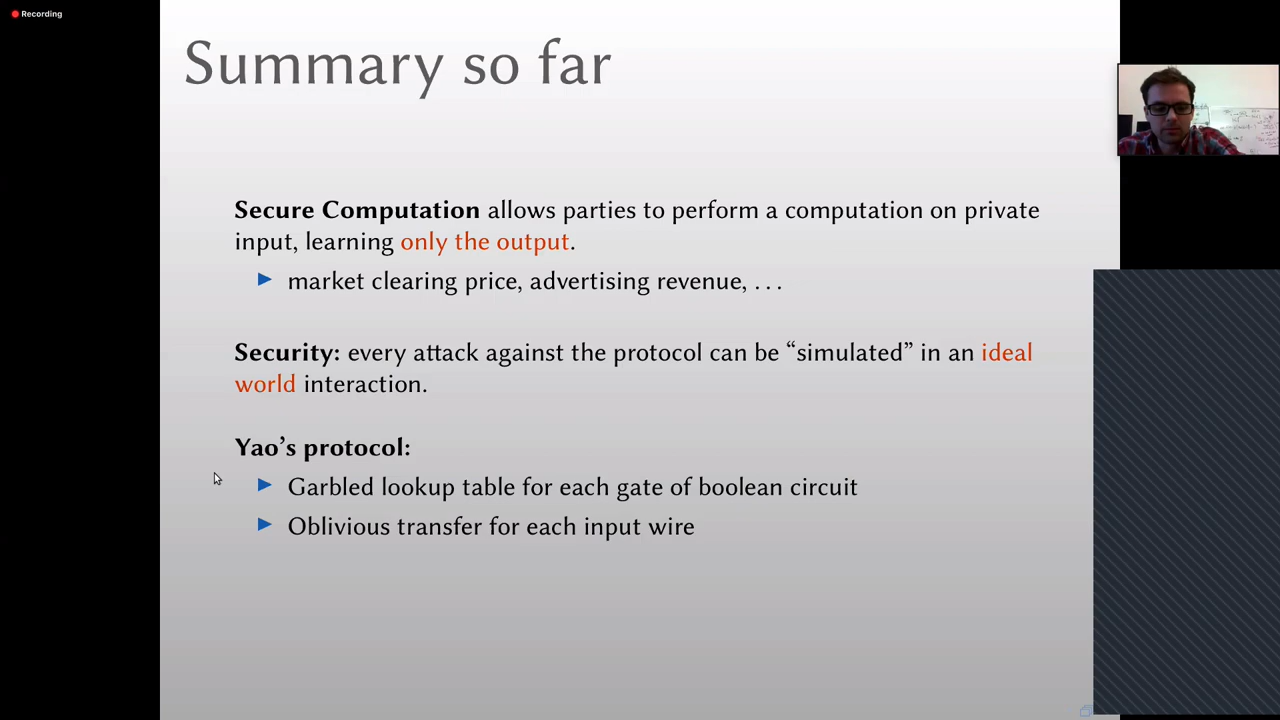 Recording
Summary so far
Secure Computation allows parties to perform a computation on private
input, learning only the output.
market clearing price, advertising revenue, . . .
Security: every attack against the protocol can be “simulated” in an ideal
world interaction.
Yao’s protocol:
Garbled lookup table for each gate of boolean circuit
Oblivious transfer for each input wire